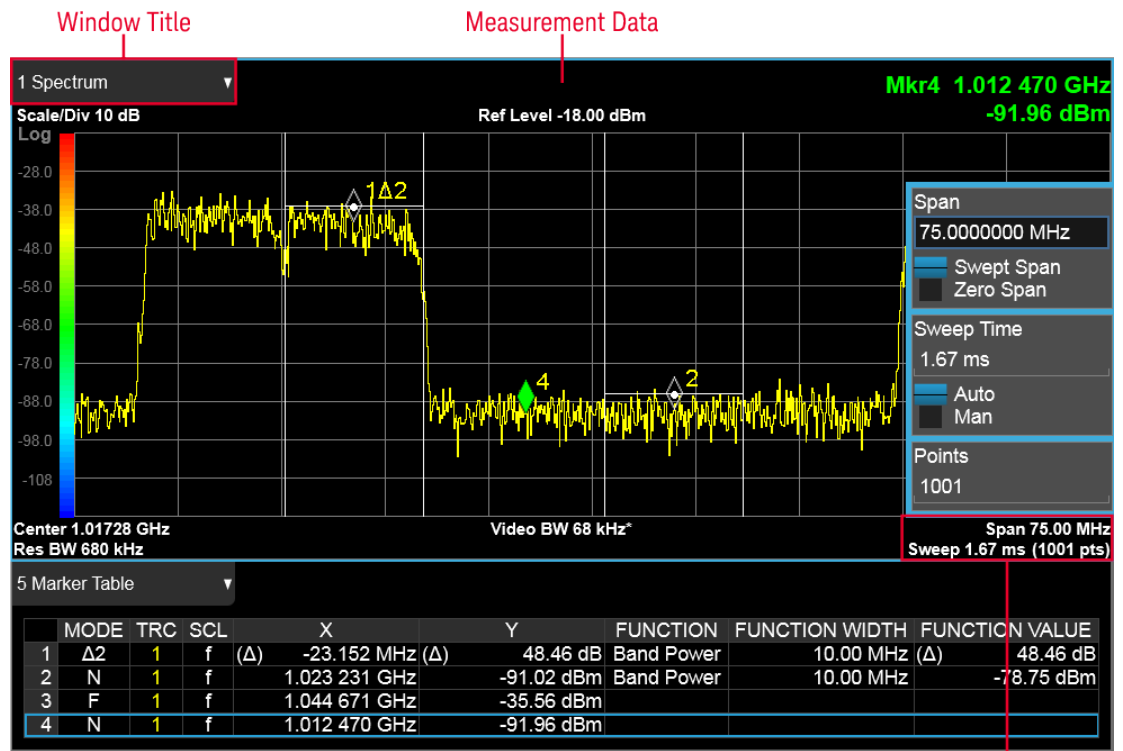 Window Title Measurement Data
1 Spectrum ▼
Mkr4 1.012 470 GHz
Scale/Div 10 dB Ref Level -18.00 dBm -91.96 dBm
Log
-28.0
1Δ2
Span
-38.0
75.0000000 MHz
-48.0
Swept Span
Zero Span
-58.0
-68.0
Sweep Time
1.67 ms
-78.0
4
2
Auto
-88.0
Man
-98.0
Points
-108
1001
Center 1.01728 GHz Video BW 68 kHz* Span 75.00 MHz
Res BW 680 kHz Sweep 1.67 ms (1001 pts)
5 Marker Table ▼
MODE TRC SCL X Y FUNCTION FUNCTION WIDTH FUNCTION VALUE
1 Δ2 1 f (Δ) -23.152 MHz (Δ) 48.46 dB Band Power 10.00 MHz (Δ) 48.46 dB
2 N 1 f 1.023 231 GHz -91.02 dBm Band Power 10.00 MHz -78.75 dBm
3 F 1 f 1.044 671 GHz -35.56 dBm
4 N 1 f 1.012 470 GHz -91.96 dBm